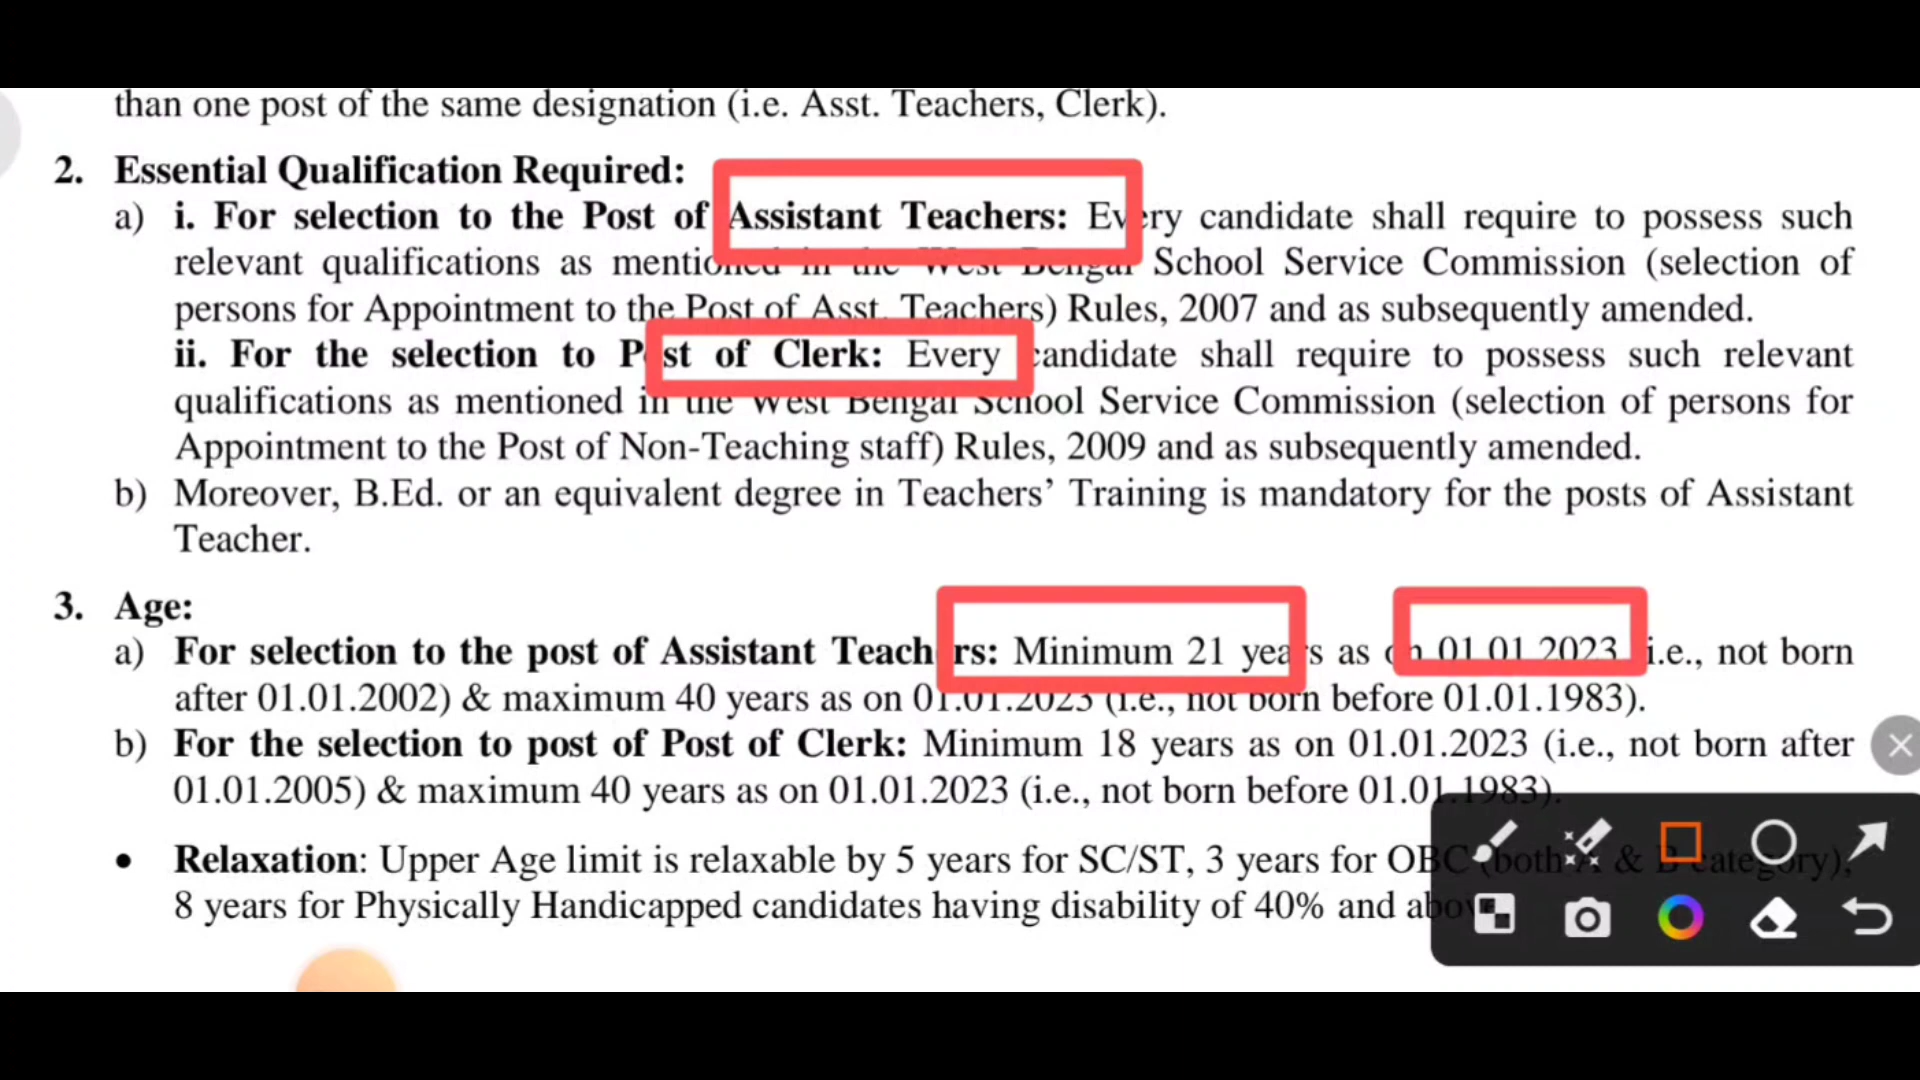 than one post of the same designation (i.e. Asst. Teachers, Clerk).
2. Essential Qualification Required:
a) i. For selection to the Post of Assistant Teachers: Every candidate shall require to possess such
relevant qualifications as mentioned in the West Bengal School Service Commission (selection of
persons for Appointment to the Post of Asst. Teachers) Rules, 2007 and as subsequently amended.
ii. For the selection to Post of Clerk: Every candidate shall require to possess such relevant
qualifications as mentioned in the West Bengal School Service Commission (selection of persons for
Appointment to the Post of Non-Teaching staff) Rules, 2009 and as subsequently amended.
b) Moreover, B.Ed. or an equivalent degree in Teachers’ Training is mandatory for the posts of Assistant
Teacher.
3. Age:
a) For selection to the post of Assistant Teachers: Minimum 21 years as on 01.01.2023 i.e., not born
after 01.01.2002) & maximum 40 years as on 01.01.2023 (i.e., not born before 01.01.1983).
b) For the selection to post of Post of Clerk: Minimum 18 years as on 01.01.2023 (i.e., not born after
01.01.2005) & maximum 40 years as on 01.01.2023 (i.e., not born before 01.01.1983).
• Relaxation: Upper Age limit is relaxable by 5 years for SC/ST, 3 years for OBC (both A & B category),
8 years for Physically Handicapped candidates having disability of 40% and above